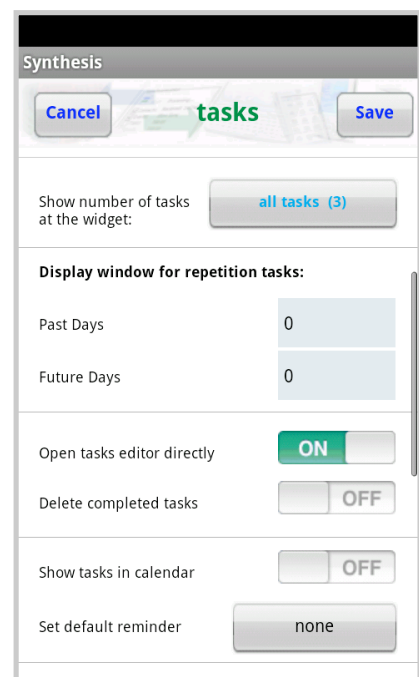 Synthesis
Cancel tasks Save
Show number of tasks all tasks (3)
at the widget:
Display window for repetition tasks:
Past Days 0
Future Days 0
Open tasks editor directly ON
Delete completed tasks OFF
Show tasks in calendar OFF
Set default reminder none